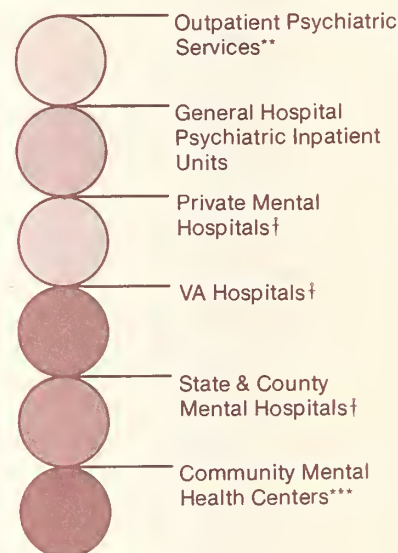 Outpatient Psychiatric
Services**
General Hospital
Psychiatric Inpatient
Units
Private Mental
Hospitals†
VA Hospitals†
State & County
Mental Hospitals†
Community Mental
Health Centers***